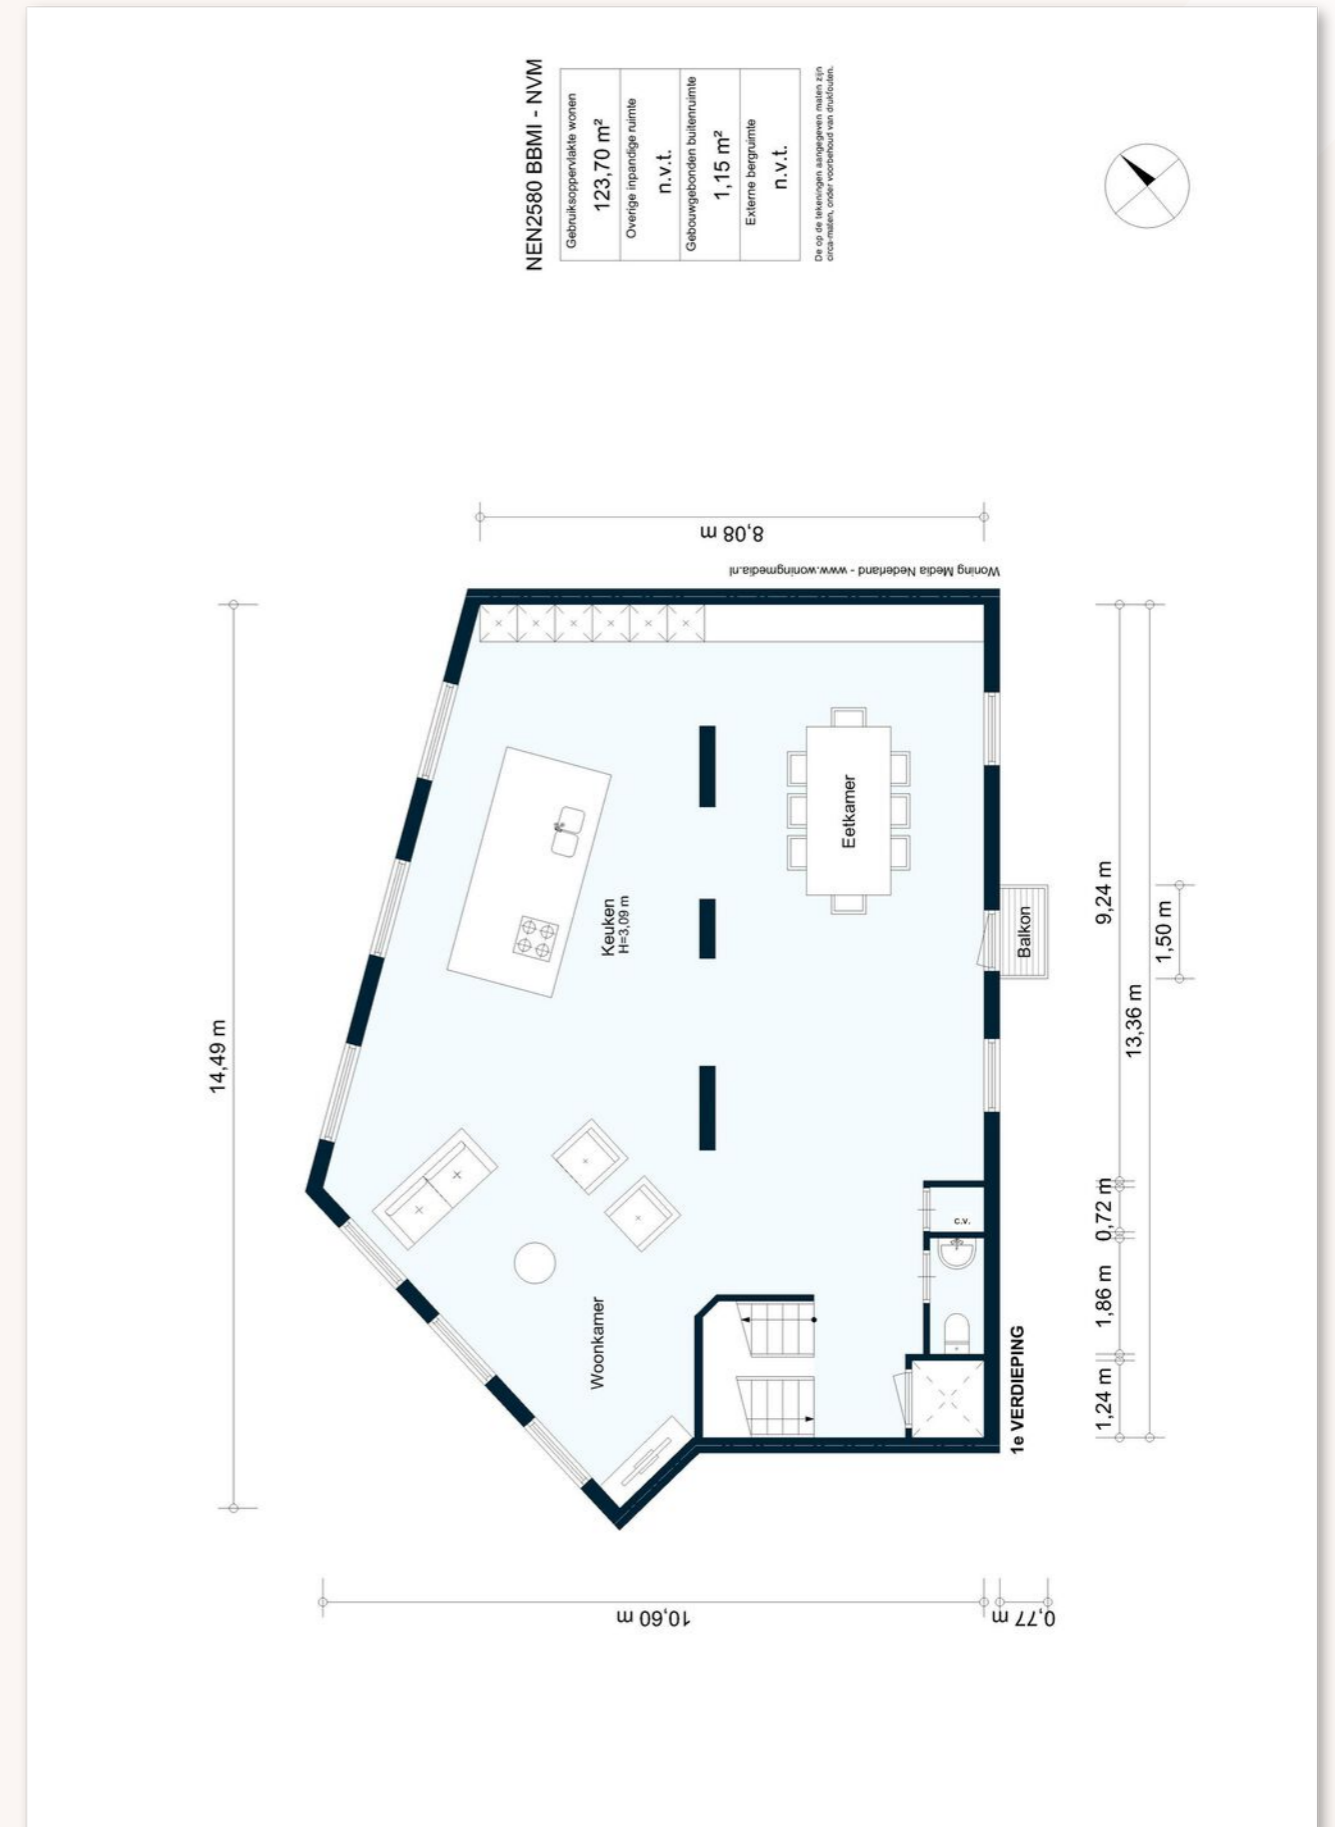 NEN2580 BBMI - NVM
Gebruiksoppervlakte wonen
123,70 m²
Overige inpandige ruimte
n.v.t.
Gebouwgebonden buitenruimte
1,15 m²
Externe bergruimte
n.v.t.
De op de tekeningen aangegeven maten zijn
circa-maten, onder voorbehoud van drukfouten.
8,08 m
Woning Media Nederland - www.woningmedia.nl
14,49 m
Keuken
H=3,09 m
Eetkamer
Balkon
9,24 m
1,50 m
13,36 m
0,72 m
c.v.
1,86 m
Woonkamer
1,24 m
1e VERDIEPING
10,60 m
0,77 m